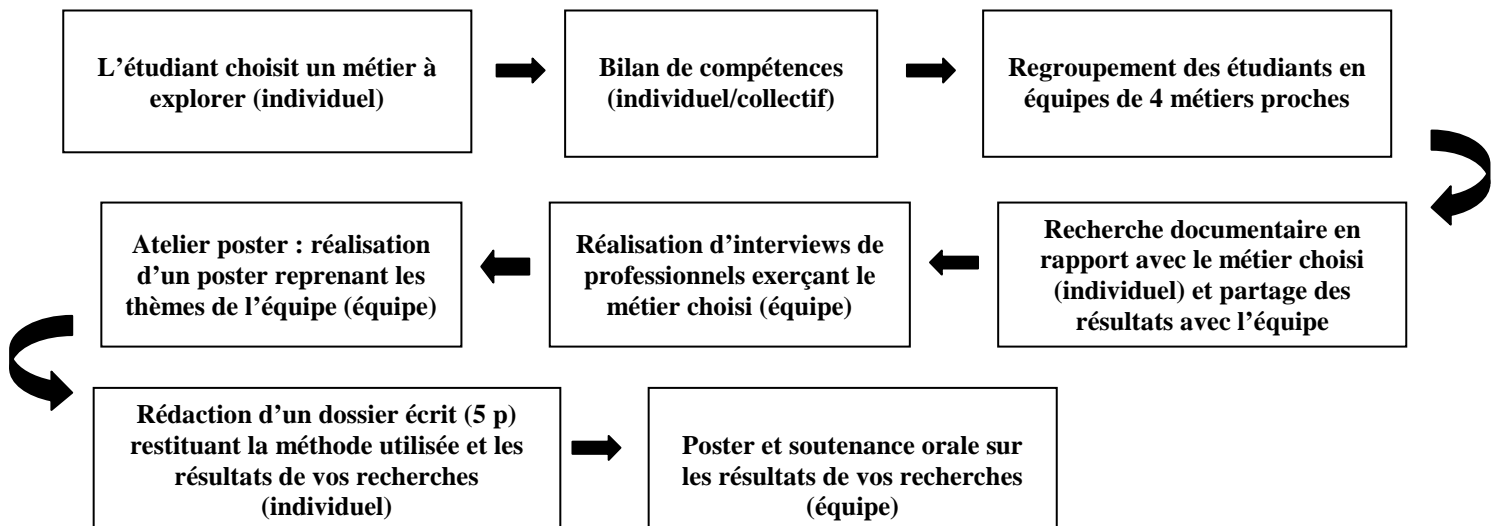 L’étudiant choisit un métier à
explorer (individuel)
Bilan de compétences
(individuel/collectif)
Regroupement des étudiants en
équipes de 4 métiers proches
Recherche documentaire en
rapport avec le métier choisi
(individuel) et partage des
résultats avec l’équipe
Réalisation d’interviews de
professionnels exerçant le
métier choisi (équipe)
Atelier poster : réalisation
d’un poster reprenant les
thèmes de l’équipe (équipe)
Rédaction d’un dossier écrit (5 p)
restituant la méthode utilisée et les
résultats de vos recherches
(individuel)
Poster et soutenance orale sur
les résultats de vos recherches
(équipe)